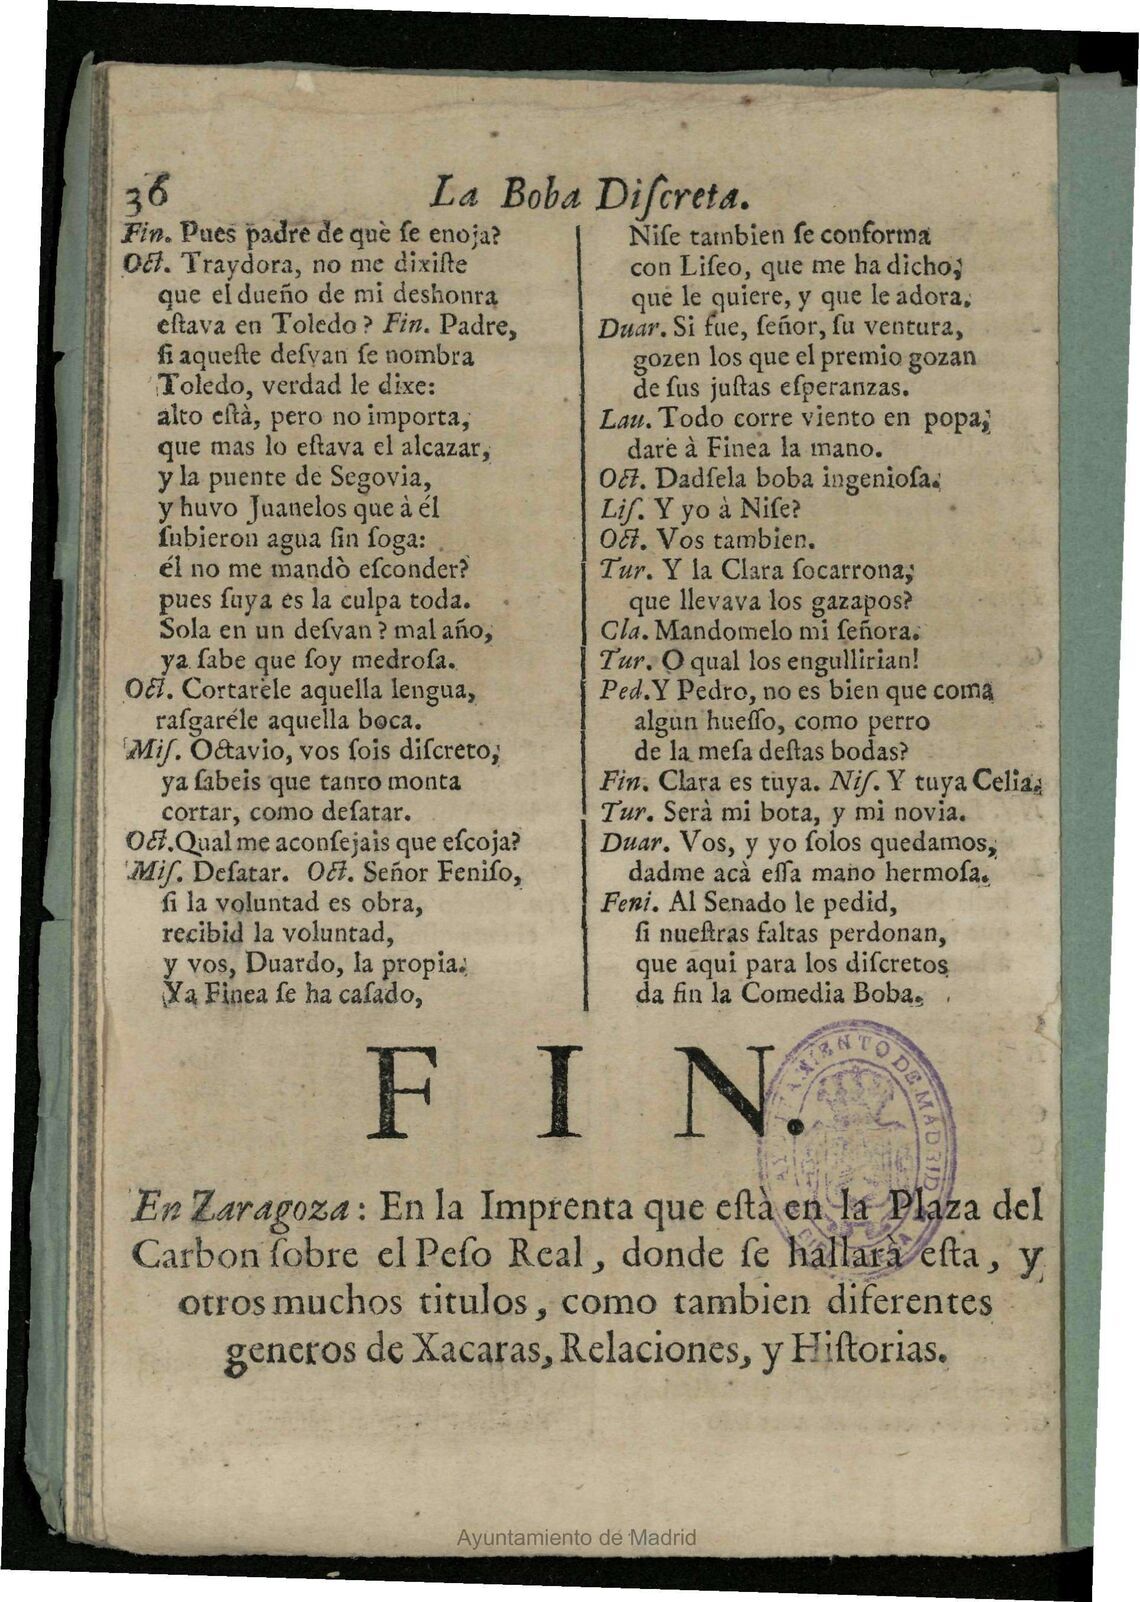 36 La Boba Diſcreta.
Fin. Pues padre de què ſe enoja?
Oct. Traydora, no me dixiſte
que el dueño de mi deshonra
eſtava en Toledo? Fin. Padre,
ſi aqueſte deſvan ſe nombra
Toledo, verdad le dixe:
alto eſtà, pero no importa,
que mas lo eſtava el alcazar,
y la puente de Segovia,
y huvo Juanelos que à él
ſubieron agua ſin ſoga:
él no me mandò eſconder?
pues ſuya es la culpa toda.
Sola en un deſvan? mal año,
ya ſabe que ſoy medroſa.
Oct. Cortaréle aquella lengua,
raſgaréle aquella boca.
Miſ. Octavio, vos ſois diſcreto,
ya ſabeis que tanto monta
cortar, como deſatar.
Oct. Qual me aconſejais que eſcoja?
Miſ. Deſatar. Oct. Señor Feniſo,
ſi la voluntad es obra,
recibid la voluntad,
y vos, Duardo, la propia.
Ya Finea ſe ha caſado,
Niſe tambien ſe conforma
con Liſeo, que me ha dicho,
que le quiere, y que le adora.
Duar. Si fue, ſeñor, ſu ventura,
gozen los que el premio gozan
de ſus juſtas eſperanzas.
Lau. Todo corre viento en popa,
darè à Finea la mano.
Oct. Dadſela boba ingenioſa.
Liſ. Y yo à Niſe?
Oct. Vos tambien.
Tur. Y la Clara ſocarrona,
que llevava los gazapos?
Cla. Mandomelo mi ſeñora.
Tur. O qual los engullirian!
Ped. Y Pedro, no es bien que coma
algun hueſſo, como perro
de la meſa deſtas bodas?
Fin. Clara es tuya. Niſ. Y tuya Celia.
Tur. Serà mi bota, y mi novia.
Duar. Vos, y yo ſolos quedamos,
dadme acà eſſa mano hermoſa.
Feni. Al Senado le pedid,
ſi nueſtras faltas perdonan,
que aqui para los diſcretos
da fin la Comedia Boba.
FIN.
AYUNTAMIENTO DE MADRID
En Zaragoza: En la Imprenta que eſtà en la Plaza del
Carbon ſobre el Peſo Real, donde ſe hallarà eſta, y
otros muchos titulos, como tambien diferentes
generos de Xacaras, Relaciones, y Hiſtorias.
Ayuntamiento de Madrid